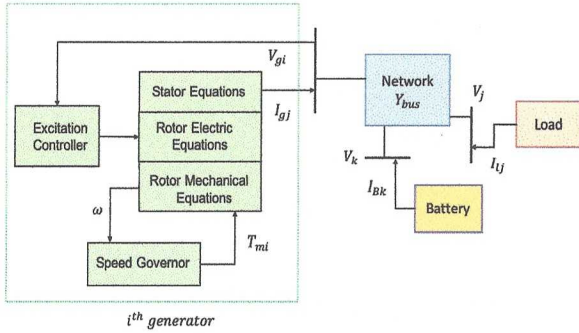 V_gi
Stator Equations
I_gj
Excitation
Controller
Rotor Electric
Equations
Rotor Mechanical
Equations
ω
T_mi
Speed Governor
i^th generator
Network
Y_bus
V_j
Load
I_lj
V_k
I_Bk
Battery